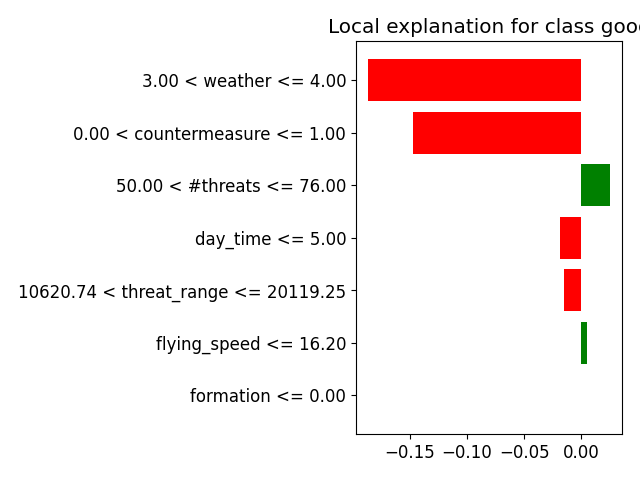 Local explanation for class goo
3.00 < weather <= 4.00
0.00 < countermeasure <= 1.00
50.00 < #threats <= 76.00
day_time <= 5.00
10620.74 < threat_range <= 20119.25
flying_speed <= 16.20
formation <= 0.00
−0.15 −0.10 −0.05 0.00